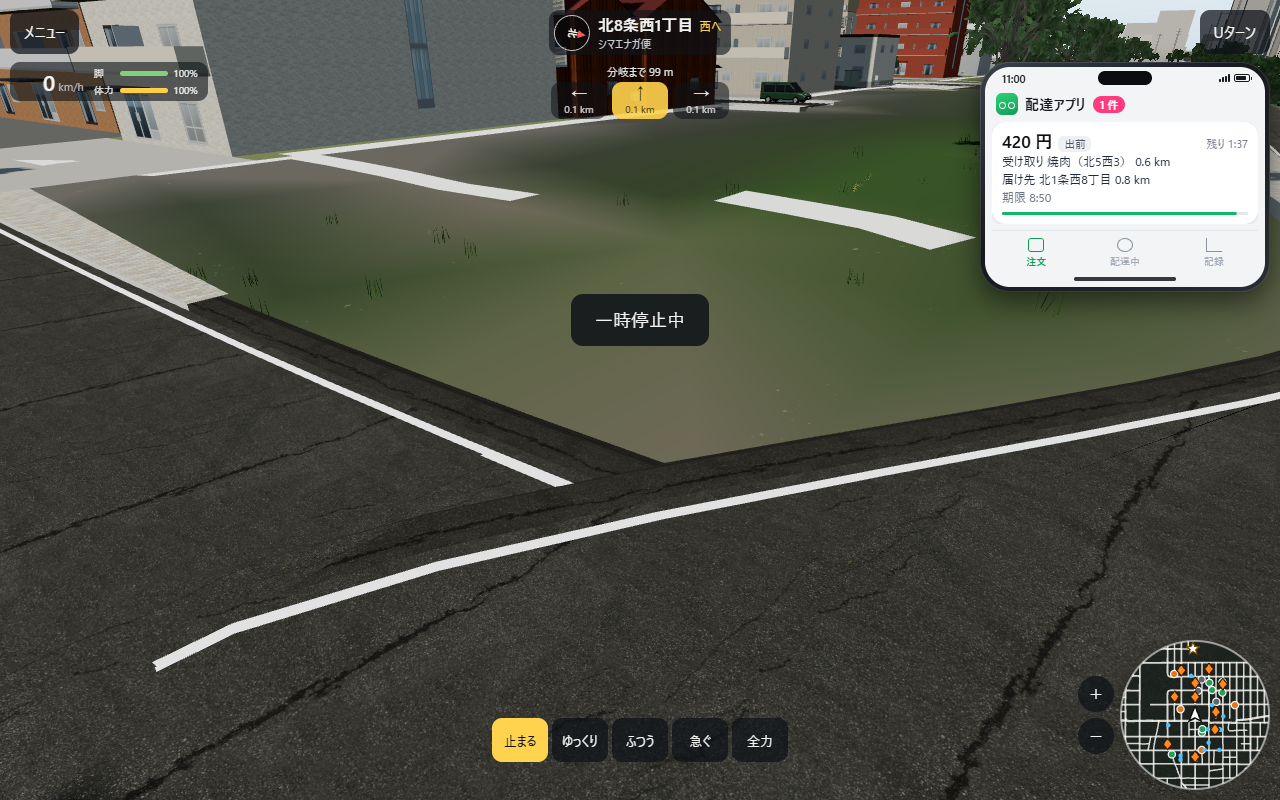 メニュー
0 km/h
脚 100%
体力 100%
北8条西1丁目 西へ
シマエナガ便
分岐まで 99 m
← 0.1 km
↑ 0.1 km
→ 0.1 km
Uターン
11:00
配達アプリ 1 件
420 円 出前 残り 1:37
受け取り 焼肉（北5西3） 0.6 km
届け先 北1条西8丁目 0.8 km
期限 8:50
注文 配達中 記録
一時停止中
止まる ゆっくり ふつう 急ぐ 全力
+
−